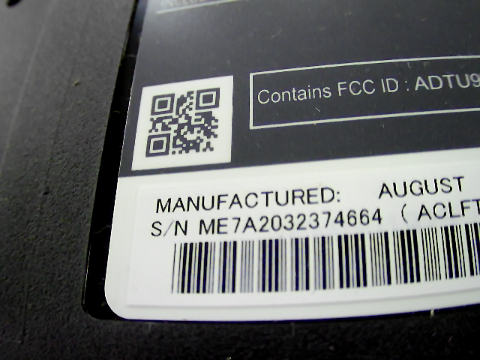 Contains FCC ID : ADTU9
MANUFACTURED: AUGUST
S/N ME7A2032374664 ( ACLFT